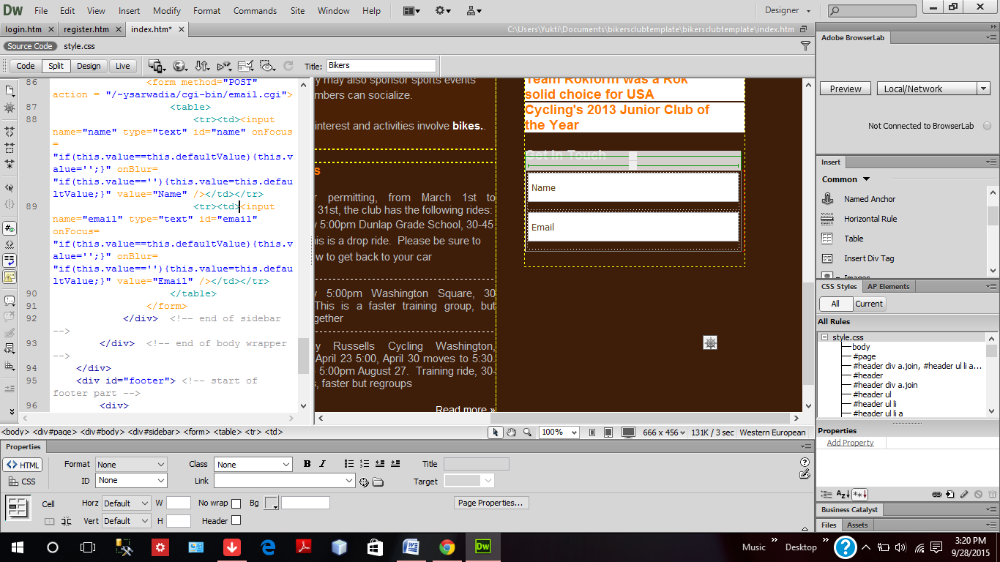 Dw File Edit View Insert Modify Format Commands Site Window Help Designer
login.htm register.htm index.htm*
C:\Users\Yukti\Documents\bikersclubtemplate\bikersclubtemplate\index.htm
Source Code style.css
Code Split Design Live Title: Bikers
86 <form method="POST"
action = "/~ysarwadia/cgi-bin/email.cgi">
87 <table>
88 <tr><td><input
name="name" type="text" id="name" onFocus
=
"if(this.value==this.defaultValue){this.v
alue='';}" onBlur=
"if(this.value==''){this.value=this.defau
ltValue;}" value="Name" /></td></tr>
89 <tr><td><input
name="email" type="text" id="email"
onFocus=
"if(this.value==this.defaultValue){this.v
alue='';}" onBlur=
"if(this.value==''){this.value=this.defau
ltValue;}" value="Email" /></td></tr>
90 </table>
91 </form>
92 </div> <!-- end of sidebar
-->
93 </div> <!-- end of body wrapper
-->
94 </div>
95 <div id="footer"> <!-- start of
footer part -->
96 <div>
y may also sponsor sports events
mbers can socialize.
interest and activities involve bikes..
s
r permitting, from March 1st to
31st, the club has the following rides:
y 5:00pm Dunlap Grade School, 30-45
his is a drop ride. Please be sure to
ow to get back to your car
y 5:00pm Washington Square, 30
This is a faster training group, but
gether
y Russells Cycling Washington,
April 23 5:00, April 30 moves to 5:30.
5:00pm August 27. Training ride, 30-
s, faster but regroups
Read more »
Team Rokform was a Rok
solid choice for USA
Cycling's 2013 Junior Club of
the Year
Get In Touch
Name
Email
Adobe BrowserLab
Preview Local/Network
Not Connected to BrowserLab
Insert
Common
Named Anchor
Horizontal Rule
Table
Insert Div Tag
Images
CSS Styles AP Elements
All Current
All Rules
style.css
body
#page
#header div a.join, #header ul li a...
#header
#header div a.join
#header ul
#header ul li
#header ul li a
Properties
Add Property
Business Catalyst
Files Assets
<body> <div#page> <div#body> <div#sidebar> <form> <table> <tr> <td>
100% 666 x 456 131K / 3 sec Western European
Properties
HTML Format None Class None B I Title
CSS ID None Link Target
Cell Horz Default W No wrap Bg Page Properties...
Vert Default H Header
Music » Desktop »
3:20 PM
9/28/2015